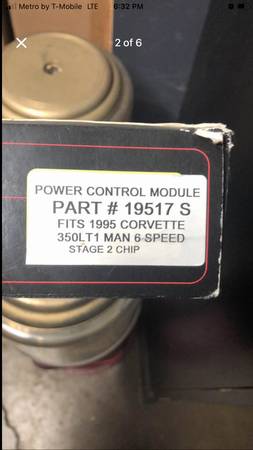 Metro by T-Mobile LTE 6:32 PM
2 of 6
POWER CONTROL MODULE
PART # 19517 S
FITS 1995 CORVETTE
350LT1 MAN 6 SPEED
STAGE 2 CHIP